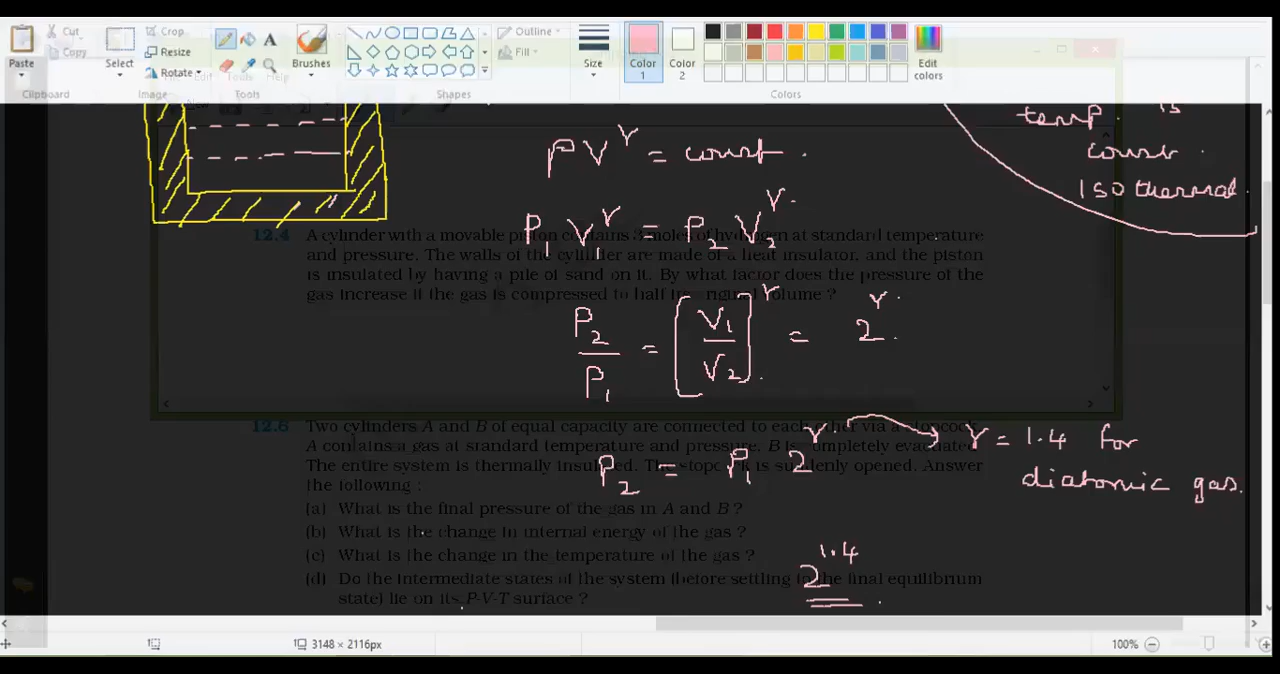 Cut
Copy
Paste
Clipboard
Crop
Resize
Rotate
Select
Image
Tools
Brushes
Shapes
Outline
Fill
Size
Color 1
Color 2
Edit colors
Colors
temp. is
const.
Isothermal.
PV^γ = const.
P₁ V₁^γ = P₂ V₂^γ.
12.4 A cylinder with a movable piston contains 3 moles of hydrogen at standard temperature
and pressure. The walls of the cylinder are made of a heat insulator, and the piston
is insulated by having a pile of sand on it. By what factor does the pressure of the
gas increase if the gas is compressed to half its original volume ?
P₂/P₁ = [V₁/V₂]^γ = 2^γ.
12.6 Two cylinders A and B of equal capacity are connected to each other via a stopcock.
A contains a gas at standard temperature and pressure. B is completely evacuated.
The entire system is thermally insulated. The stopcock is suddenly opened. Answer
the following :
P₂ = P₁ 2^γ. γ = 1.4 for
diatomic gas.
(a) What is the final pressure of the gas in A and B ?
(b) What is the change in internal energy of the gas ?
(c) What is the change in the temperature of the gas ?
(d) Do the intermediate states of the system (before settling to the final equilibrium
state) lie on its P-V-T surface ?
2^1.4
3148 × 2116px
100%